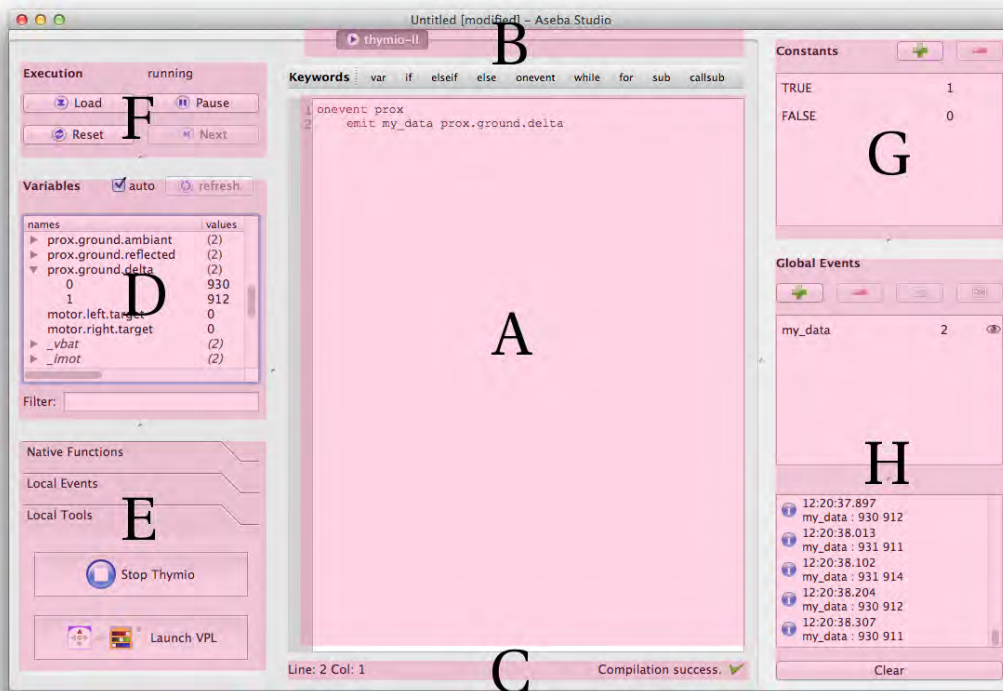 Untitled [modified] – Aseba Studio
thymio-II
B
Execution running
Load Pause
F
Reset Next
Variables auto refresh
names values
prox.ground.ambiant (2)
prox.ground.reflected (2)
prox.ground.delta (2)
0 930
1 912
D
motor.left.target 0
motor.right.target 0
_vbat (2)
_imot (2)
Filter:
Native Functions
Local Events
Local Tools
E
Stop Thymio
Launch VPL
Keywords var if elseif else onevent while for sub callsub
1 onevent prox
2 emit my_data prox.ground.delta
A
Line: 2 Col: 1 Compilation success.
C
Constants
TRUE 1
FALSE 0
G
Global Events
my_data 2
H
12:20:37.897
my_data : 930 912
12:20:38.013
my_data : 931 911
12:20:38.102
my_data : 931 914
12:20:38.204
my_data : 930 912
12:20:38.307
my_data : 930 911
Clear